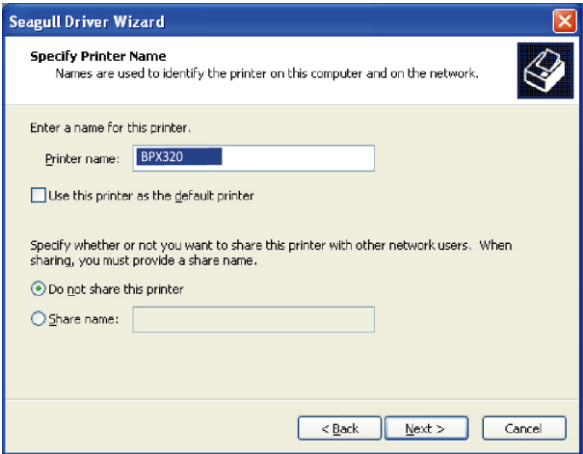 Seagull Driver Wizard
Specify Printer Name
Names are used to identify the printer on this computer and on the network.
Enter a name for this printer.
Printer name: BPX320
Use this printer as the default printer
Specify whether or not you want to share this printer with other network users. When
sharing, you must provide a share name.
Do not share this printer
Share name:
< Back Next > Cancel